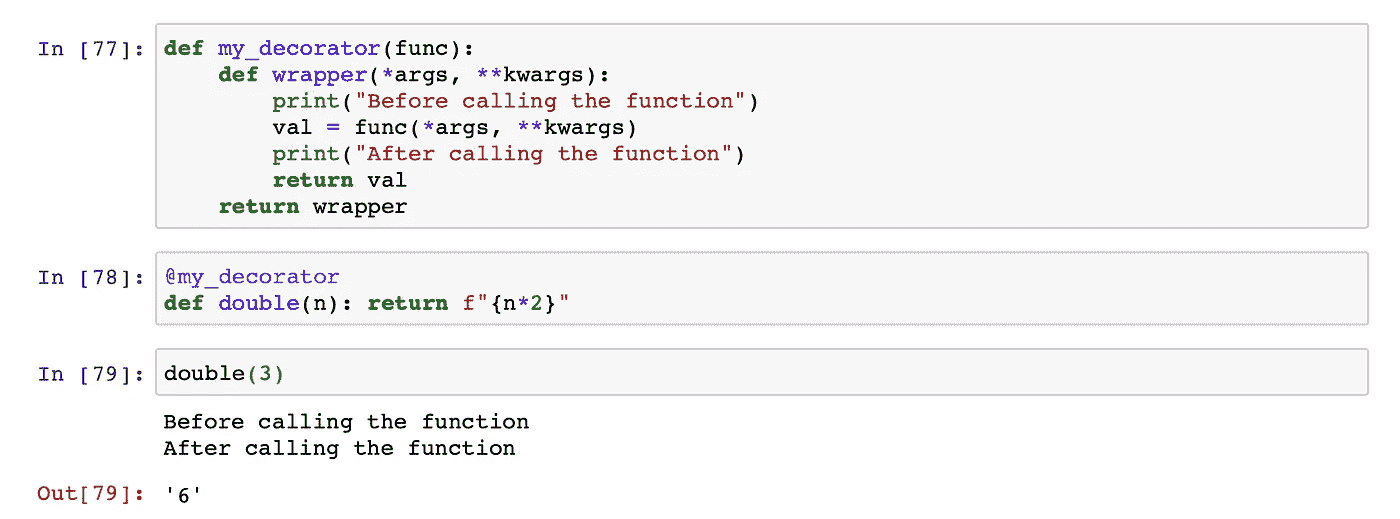 In [77]: def my_decorator(func):
    def wrapper(*args, **kwargs):
        print("Before calling the function")
        val = func(*args, **kwargs)
        print("After calling the function")
        return val
    return wrapper
In [78]: @my_decorator
def double(n): return f"{n*2}"
In [79]: double(3)
Before calling the function
After calling the function
Out[79]: '6'